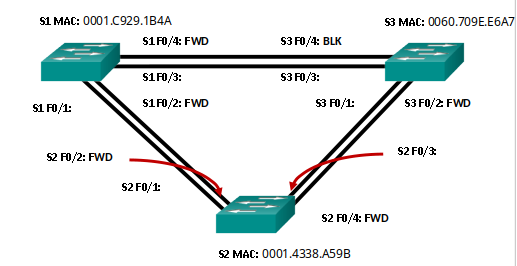 S1 MAC: 0001.C929.1B4A
S3 MAC: 0060.709E.E6A7
S1 F0/4: FWD
S3 F0/4: BLK
S1 F0/3:
S3 F0/3:
S1 F0/1:
S1 F0/2: FWD
S3 F0/1:
S3 F0/2: FWD
S2 F0/2: FWD
S2 F0/3:
S2 F0/1:
S2 F0/4: FWD
S2 MAC: 0001.4338.A59B